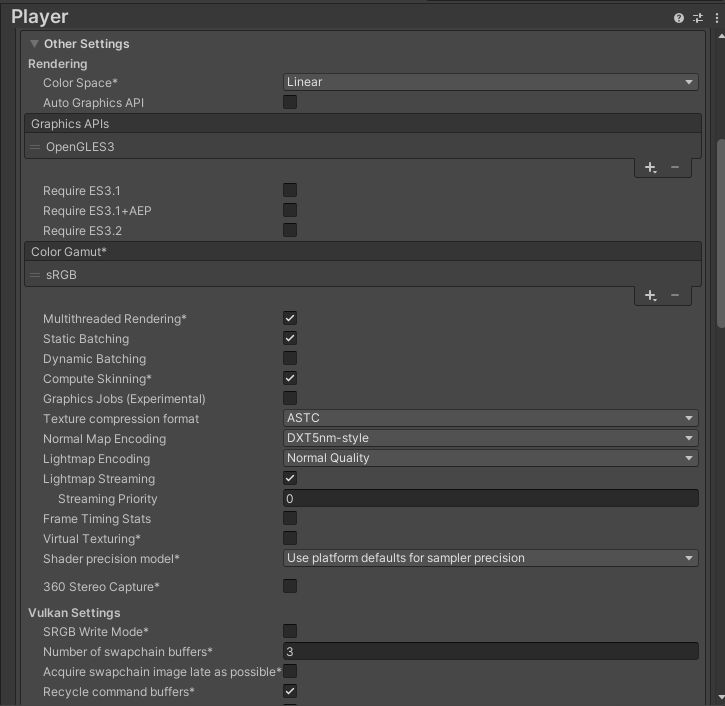 Player
Other Settings
Rendering
Color Space* Linear
Auto Graphics API
Graphics APIs
OpenGLES3
Require ES3.1
Require ES3.1+AEP
Require ES3.2
Color Gamut*
sRGB
Multithreaded Rendering*
Static Batching
Dynamic Batching
Compute Skinning*
Graphics Jobs (Experimental)
Texture compression format ASTC
Normal Map Encoding DXT5nm-style
Lightmap Encoding Normal Quality
Lightmap Streaming
Streaming Priority 0
Frame Timing Stats
Virtual Texturing*
Shader precision model* Use platform defaults for sampler precision
360 Stereo Capture*
Vulkan Settings
SRGB Write Mode*
Number of swapchain buffers* 3
Acquire swapchain image late as possible*
Recycle command buffers*